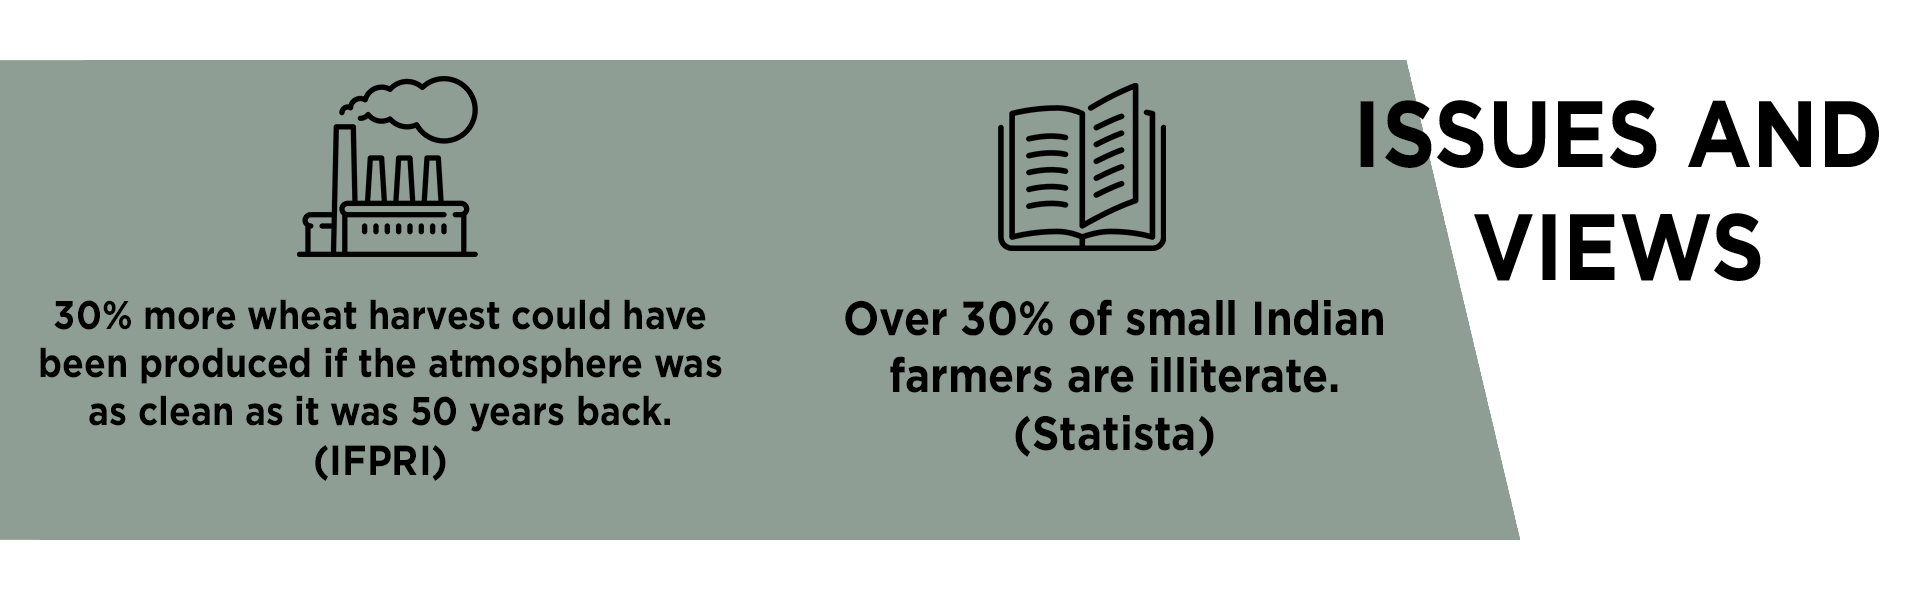 ISSUES AND
VIEWS
30% more wheat harvest could have
been produced if the atmosphere was
as clean as it was 50 years back.
(IFPRI)
Over 30% of small Indian
farmers are illiterate.
(Statista)